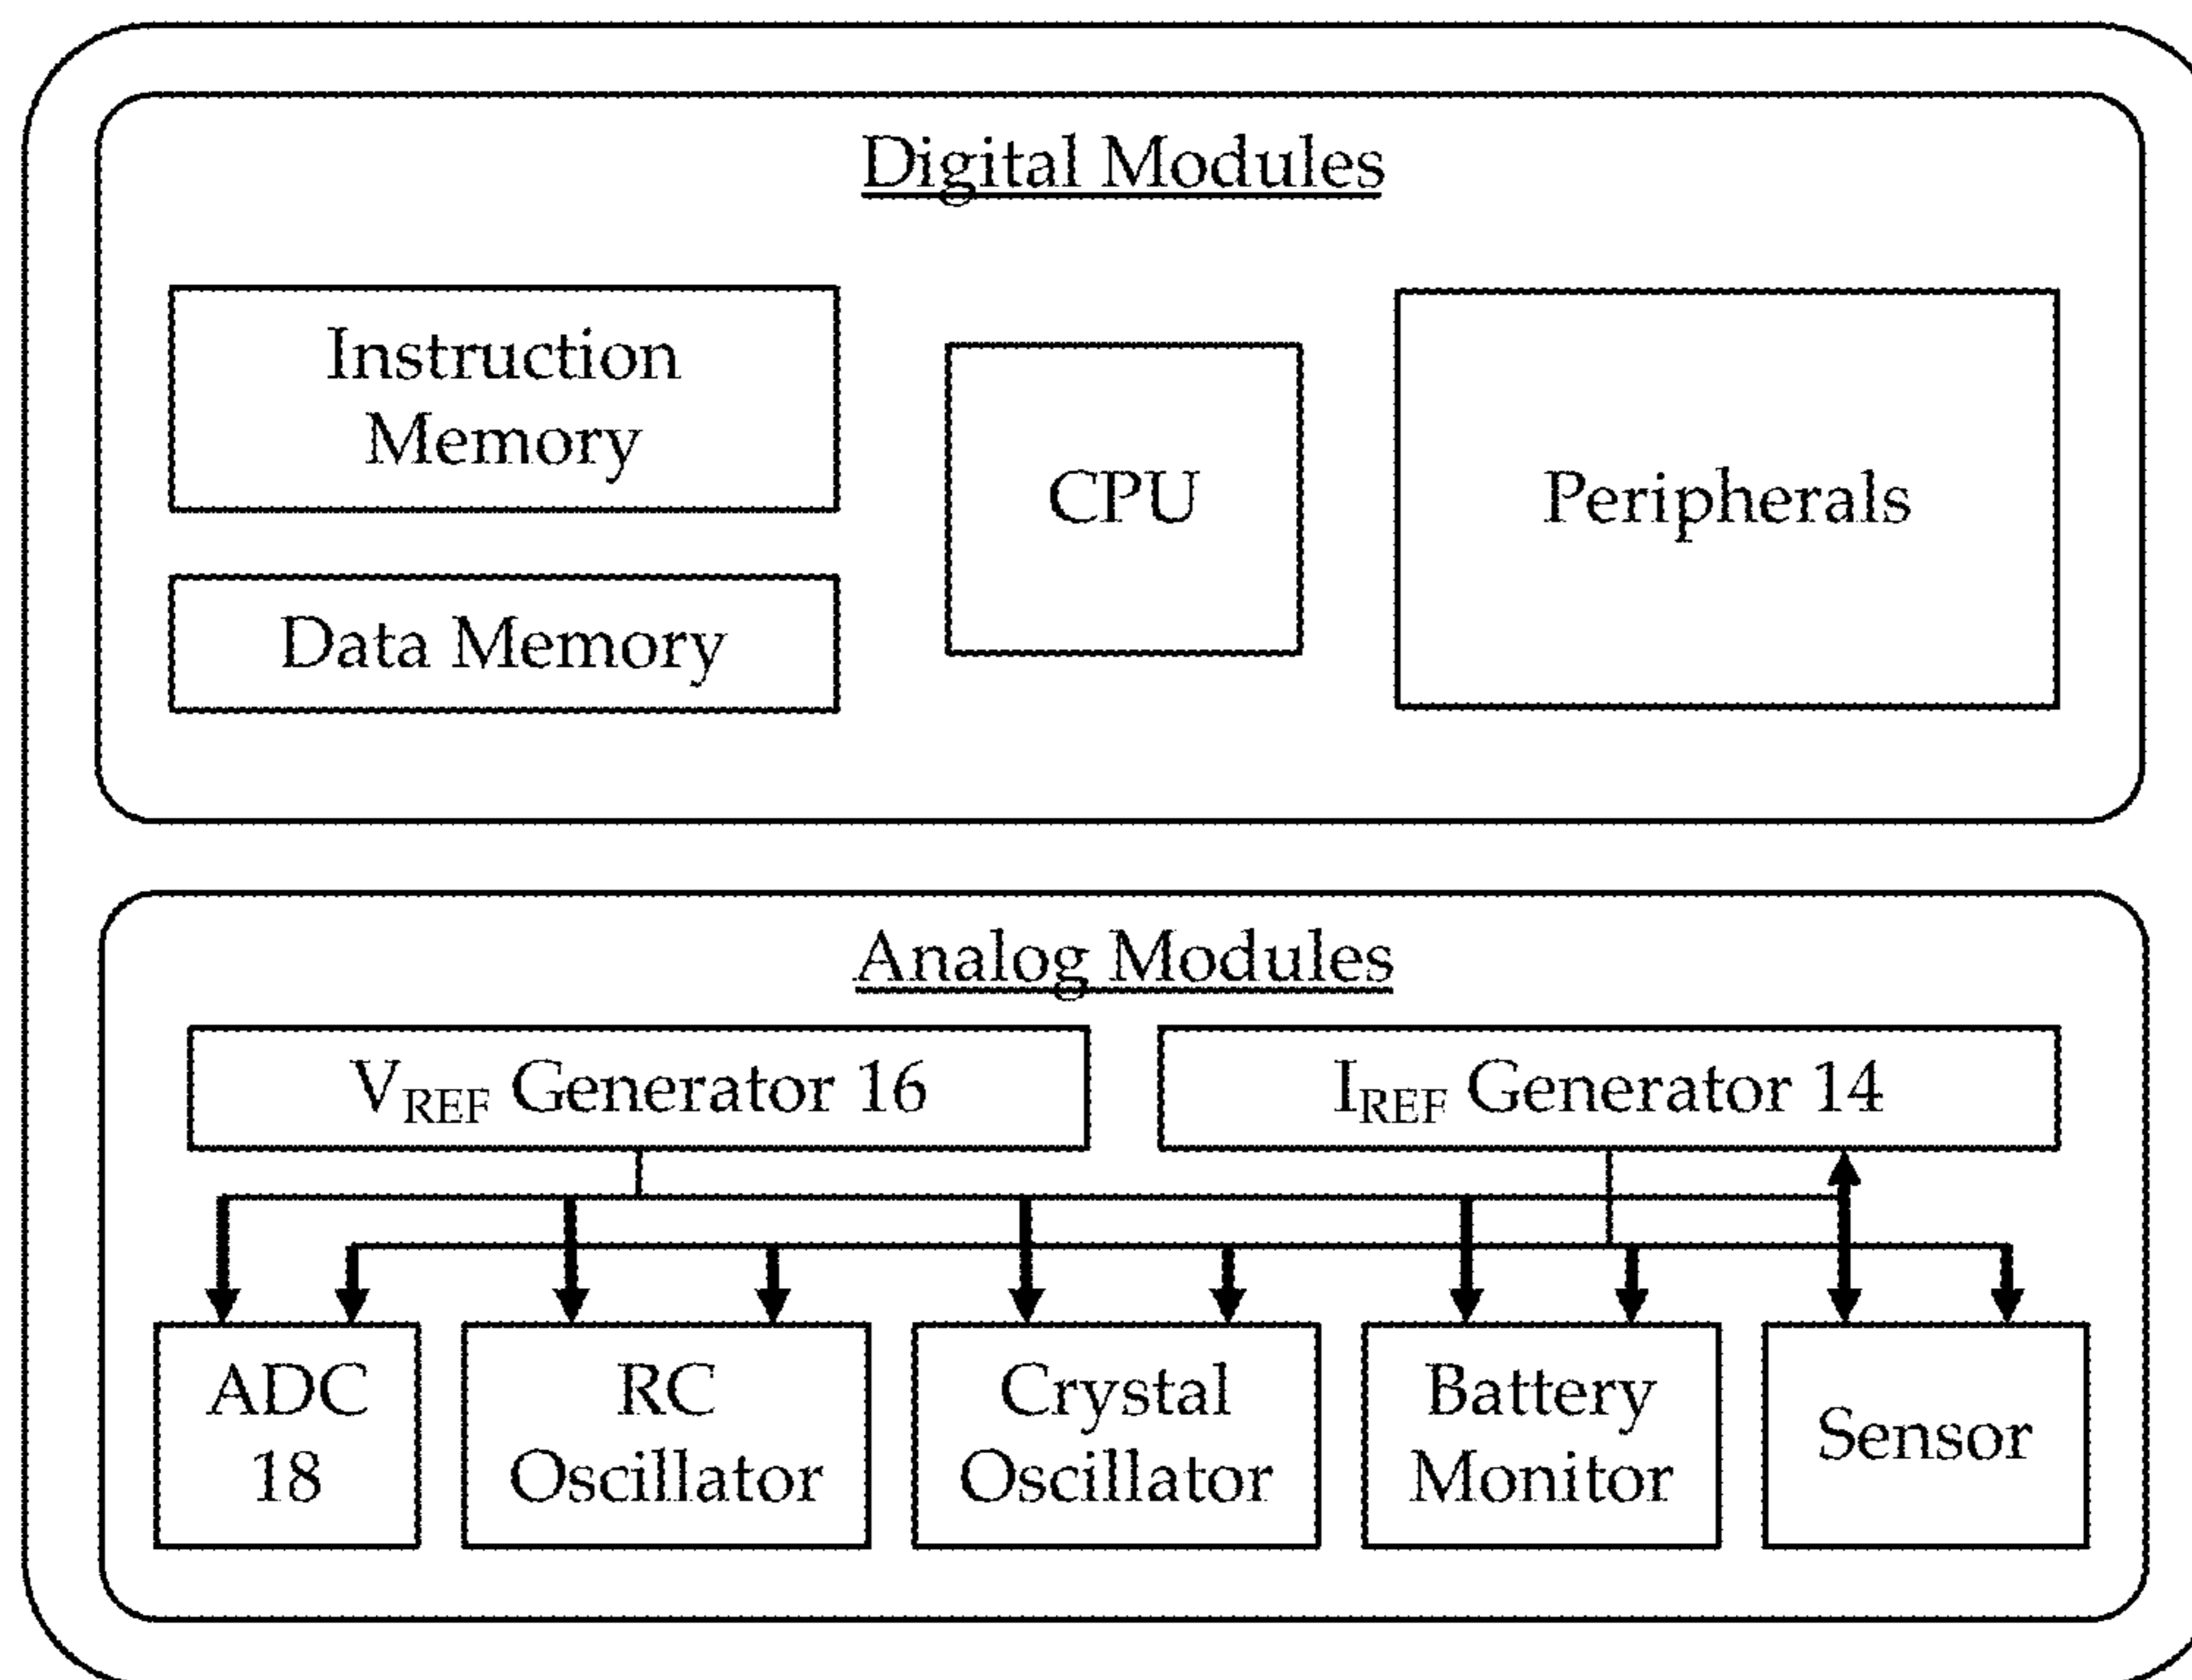 Digital Modules
Instruction
Memory
CPU
Peripherals
Data Memory
Analog Modules
VREF Generator 16
IREF Generator 14
ADC
18
RC
Oscillator
Crystal
Oscillator
Battery
Monitor
Sensor